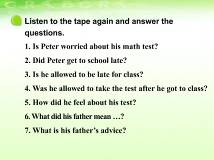 Listen to the tape again and answer the
questions.
1. Is Peter worried about his math test?
2. Did Peter get to school late?
3. Is he allowed to be late for class?
4. Was he allowed to take the test after he got to class?
5. How did he feel about his test?
6. What did his father mean …?
7. What is his father's advice?